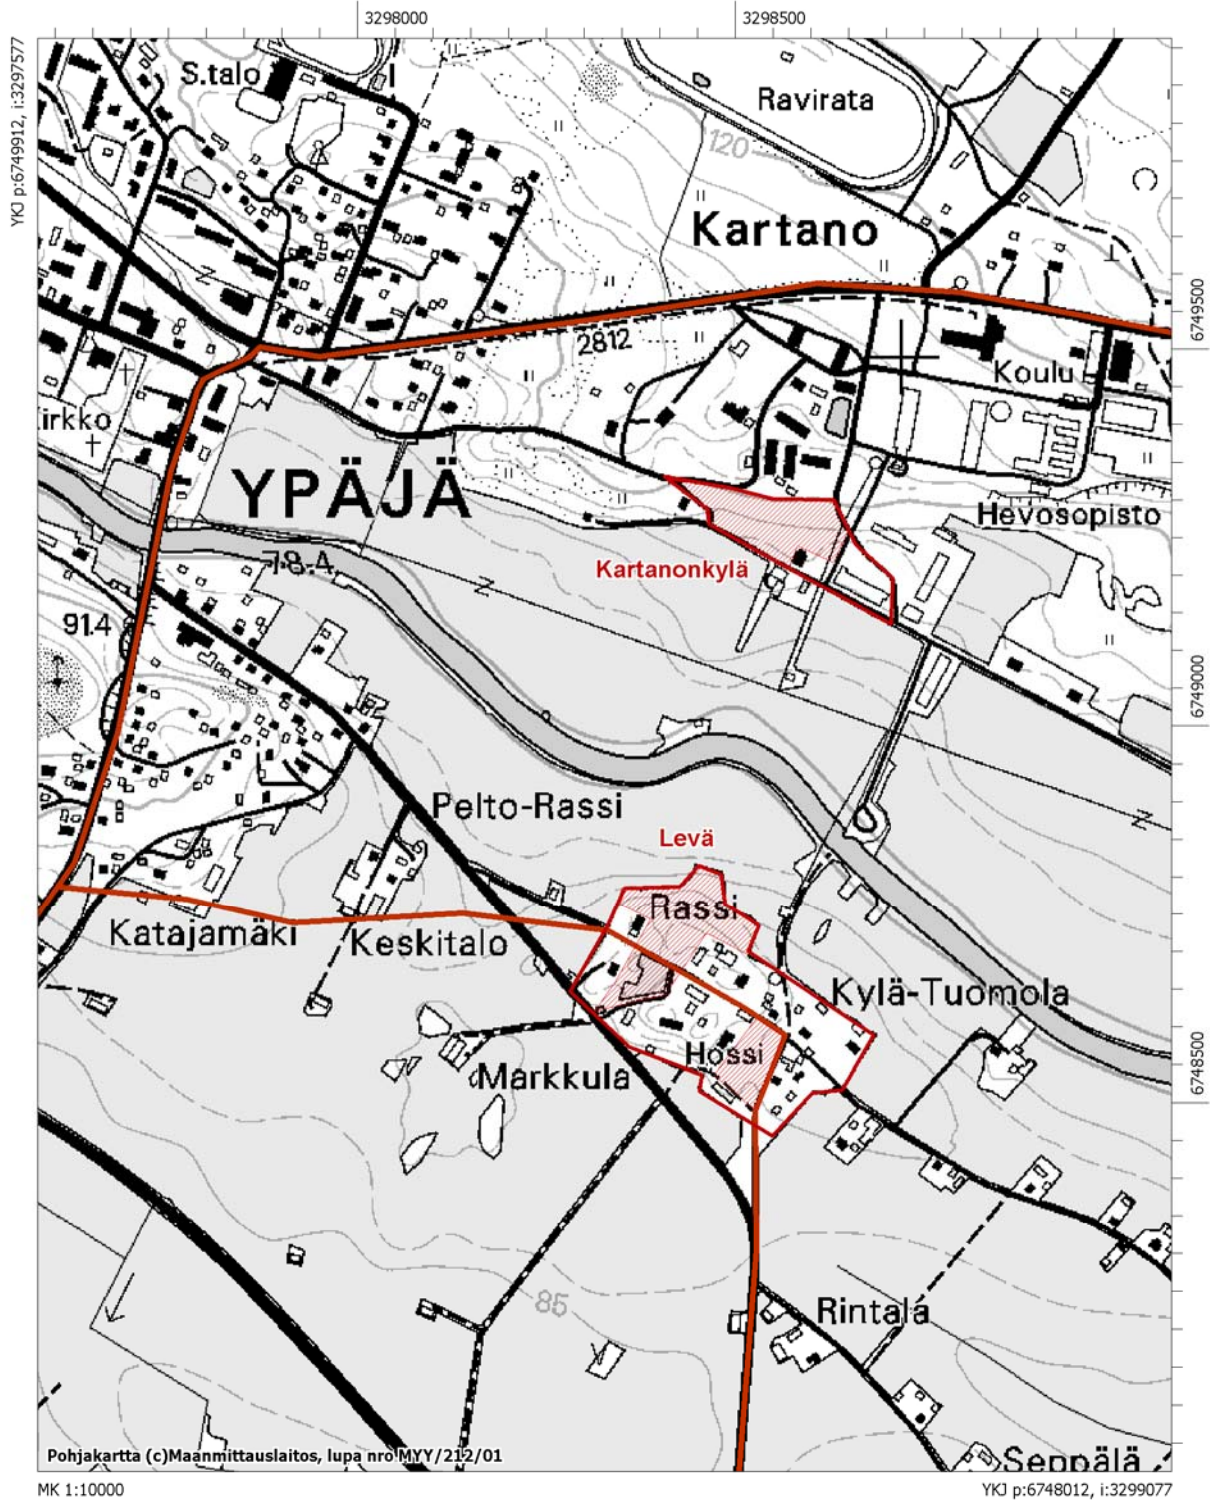 3298000
3298500
YKJ p:6749912, i:3297577
S.talo
Ravirata
120
Kartano
6749500
2812
Koulu
irkko
YPÄJÄ
Hevosopisto
78.4
Kartanonkylä
91.4
6749000
Pelto-Rassi
Levä
Rassi
Katajamäki
Keskitalo
Kylä-Tuomola
6748500
Hossi
Markkula
85
Rintala
Seppälä
Pohjakartta (c)Maanmittauslaitos, lupa nro MYY/212/01
MK 1:10000
YKJ p:6748012, i:3299077